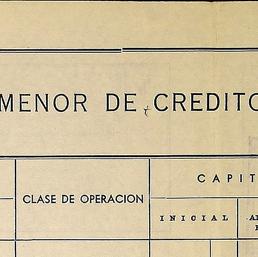 MENOR DE CREDITO
CAPIT
CLASE DE OPERACION
INICIAL